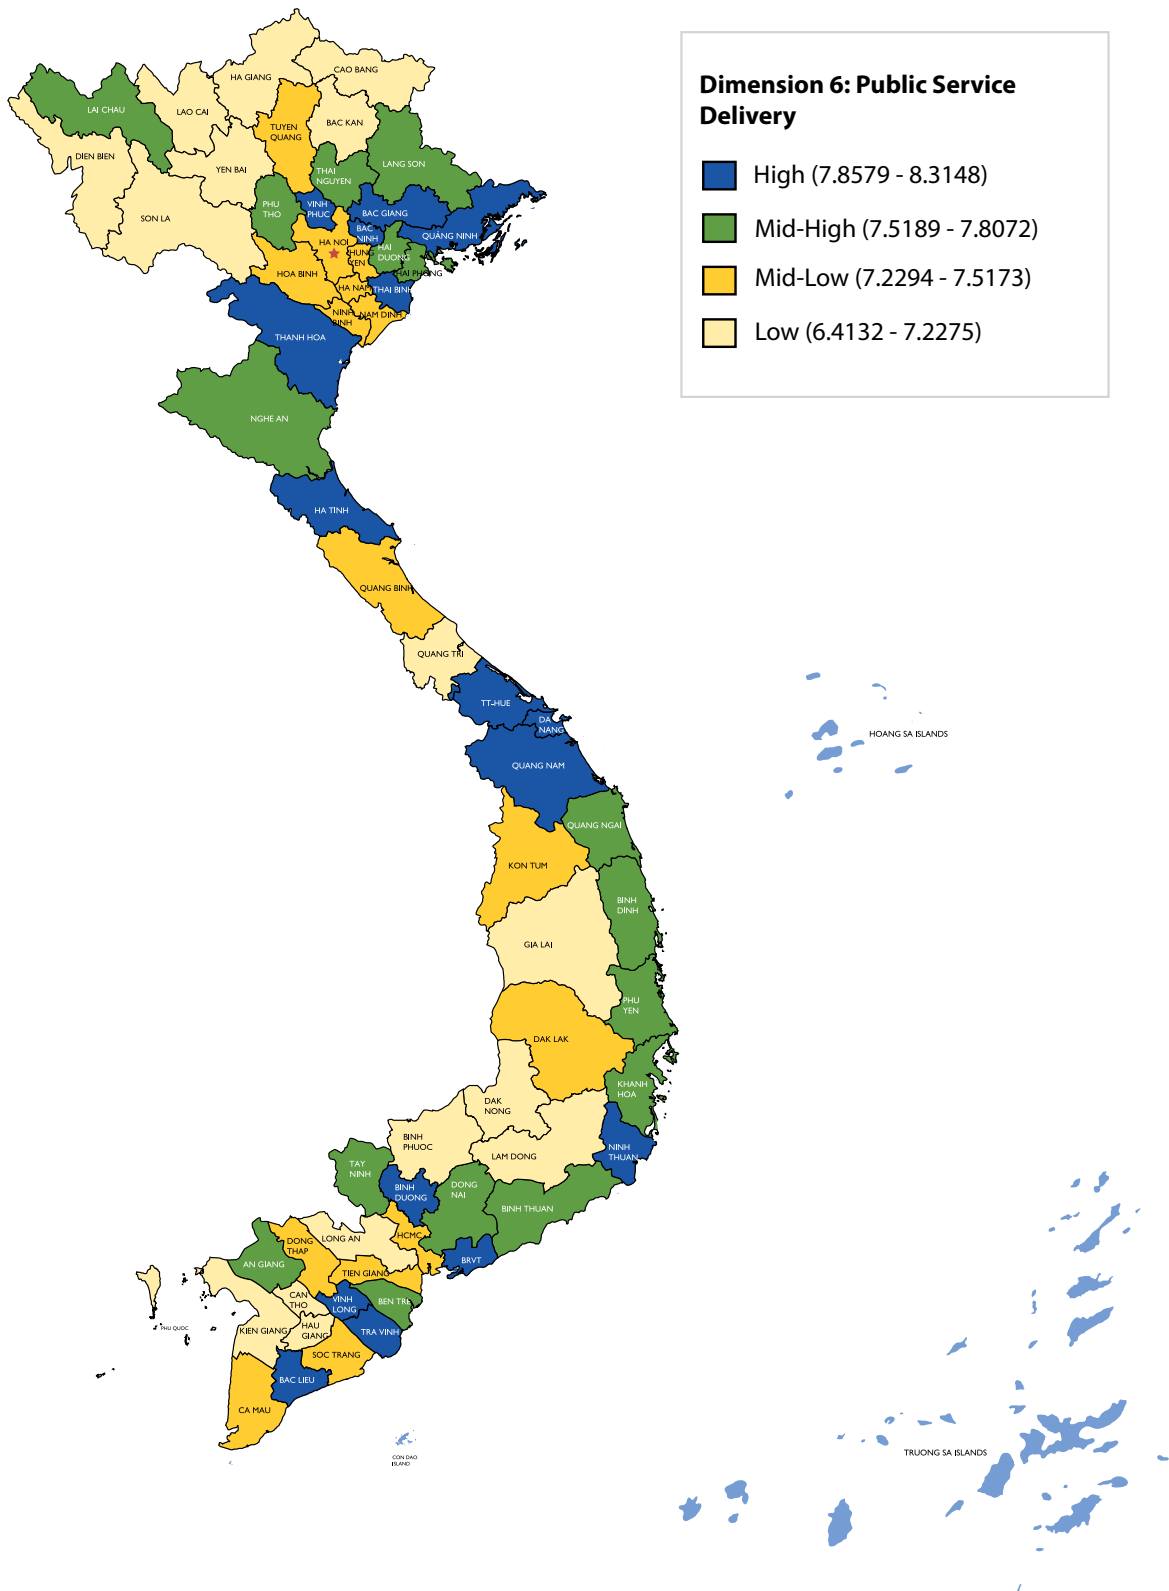 Dimension 6: Public Service
Delivery
High (7.8579 - 8.3148)
Mid-High (7.5189 - 7.8072)
Mid-Low (7.2294 - 7.5173)
Low (6.4132 - 7.2275)
HA GIANG
CAO BANG
LAI CHAU
LAO CAI
TUYEN
QUANG
BAC KAN
DIEN BIEN
YEN BAI
THAI
NGUYEN
LANG SON
SON LA
PHU
THO
VINH
PHUC
BAC GIANG
BAC
NINH
QUANG NINH
HA NOI
HUNG
YEN
HAI
DUONG
HAI PHONG
HOA BINH
HA NAM
THAI BINH
NINH
BINH
NAM DINH
THANH HOA
NGHE AN
HA TINH
QUANG BINH
QUANG TRI
TT-HUE
DA
NANG
HOANG SA ISLANDS
QUANG NAM
QUANG NGAI
KON TUM
BINH
DINH
GIA LAI
PHU
YEN
DAK LAK
KHANH
HOA
DAK
NONG
BINH
PHUOC
LAM DONG
NINH
THUAN
TAY
NINH
BINH
DUONG
DONG
NAI
BINH THUAN
HCMC
LONG AN
DONG
THAP
AN GIANG
BRVT
TIEN GIANG
CAN
THO
VINH
LONG
BEN TRE
KIEN GIANG
HAU
GIANG
TRA VINH
PHU QUOC
SOC TRANG
BAC LIEU
CA MAU
CON DAO
ISLAND
TRUONG SA ISLANDS